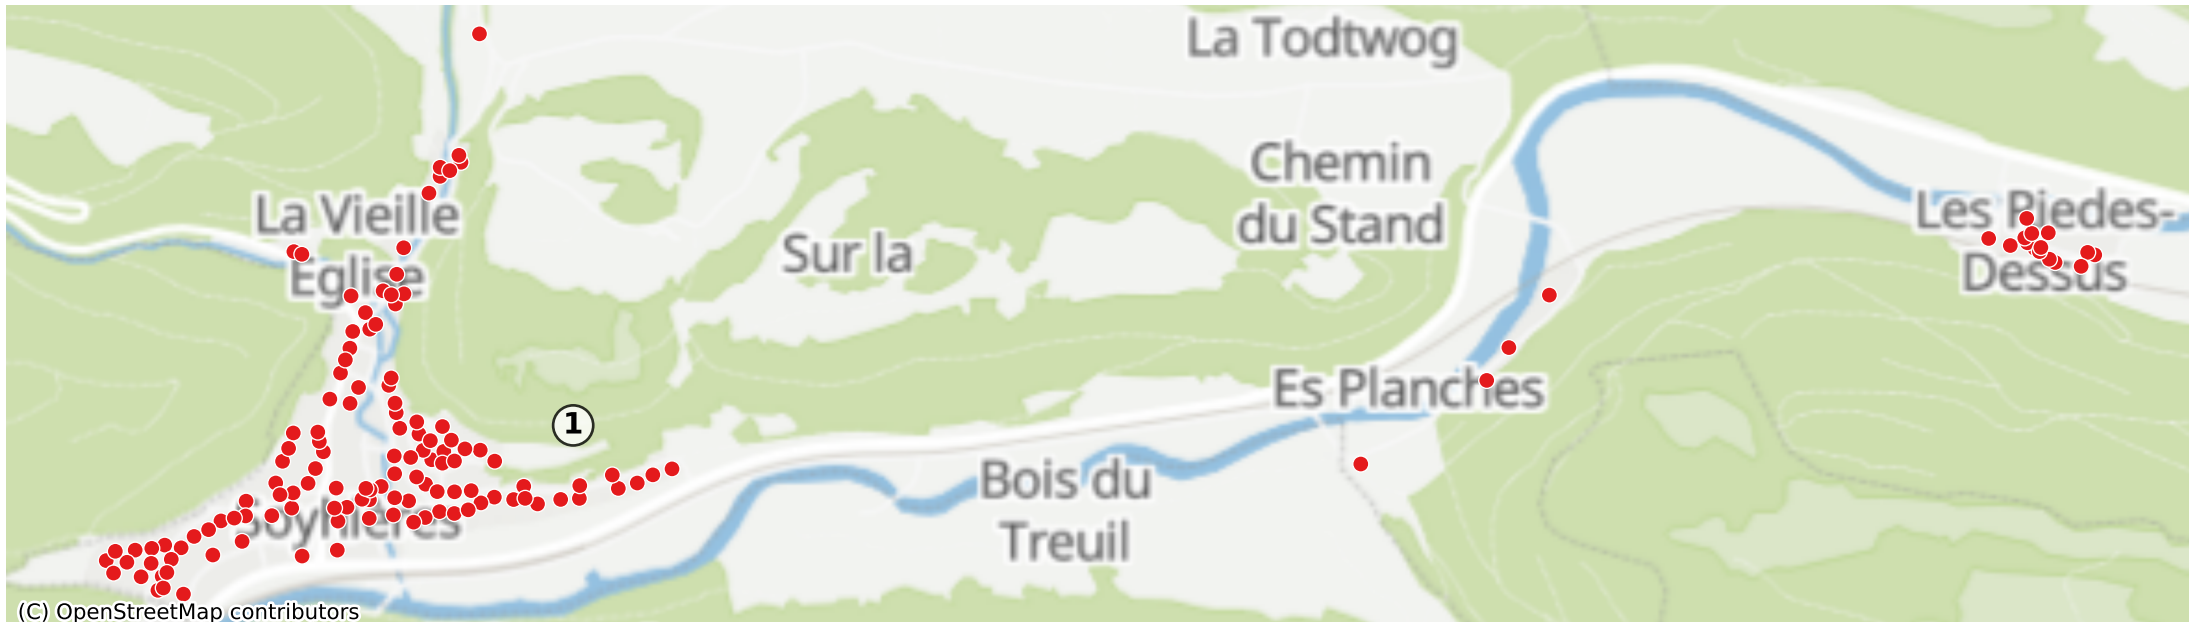 La Todtwog
Chemin
du Stand
La Vieille
Eglise
Sur la
Les Riedes-
Dessus
Es Planches
1
Bois du
Treuil
Soyhières
(C) OpenStreetMap contributors